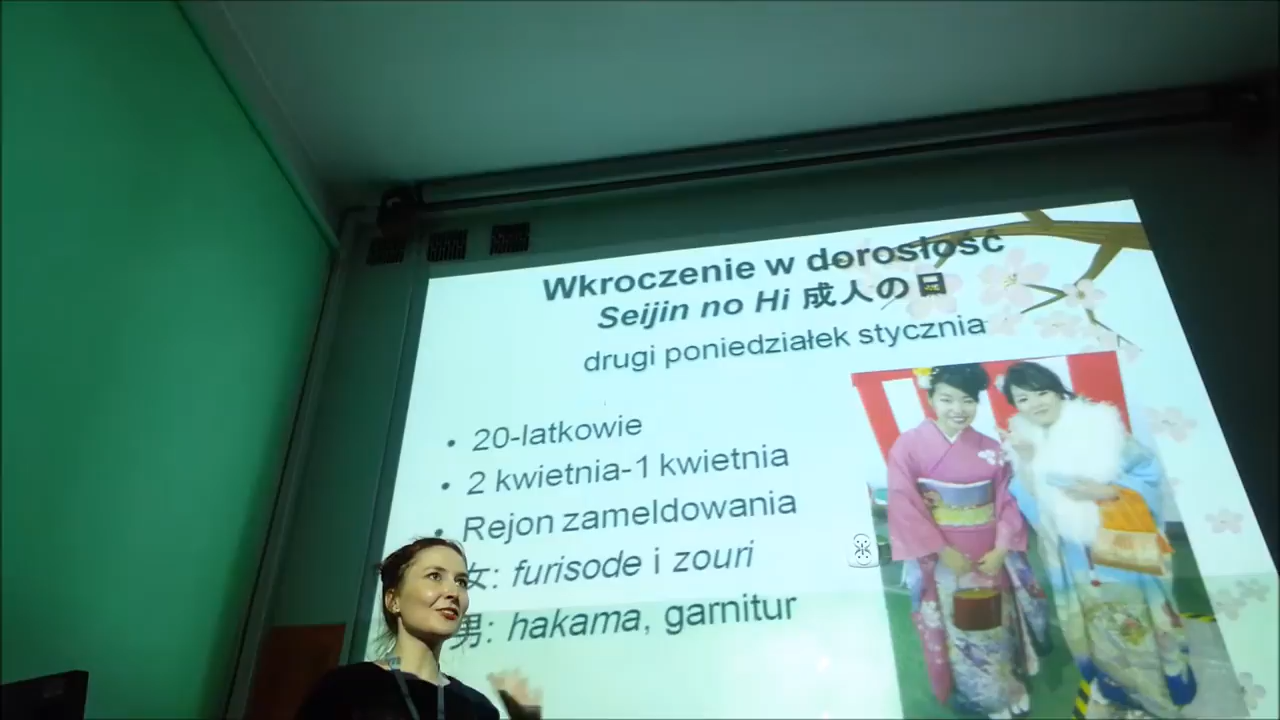 Wkroczenie w dorosłość
Seijin no Hi 成人の日
drugi poniedziałek stycznia
• 20-latkowie
• 2 kwietnia-1 kwietnia
• Rejon zameldowania
女: furisode i zouri
男: hakama, garnitur